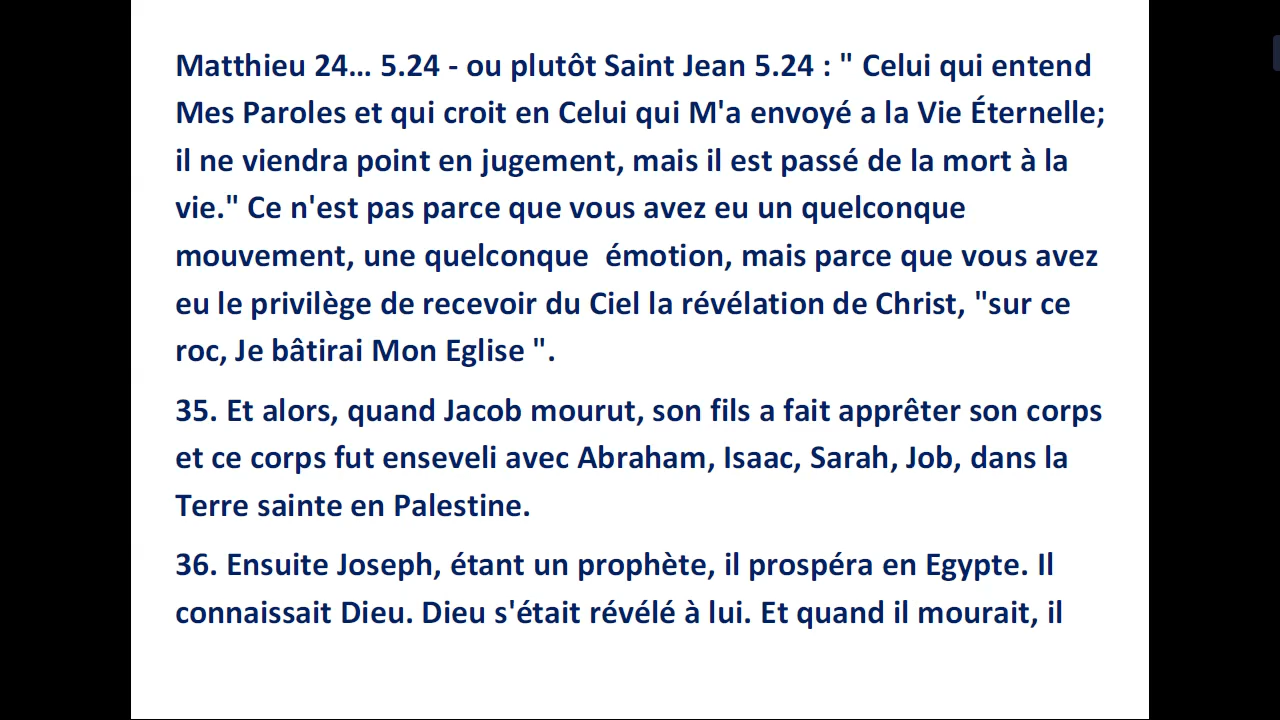 Matthieu 24... 5.24 - ou plutôt Saint Jean 5.24 : " Celui qui entend
Mes Paroles et qui croit en Celui qui M'a envoyé a la Vie Éternelle;
il ne viendra point en jugement, mais il est passé de la mort à la
vie." Ce n'est pas parce que vous avez eu un quelconque
mouvement, une quelconque  émotion, mais parce que vous avez
eu le privilège de recevoir du Ciel la révélation de Christ, "sur ce
roc, Je bâtirai Mon Eglise ".
35. Et alors, quand Jacob mourut, son fils a fait apprêter son corps
et ce corps fut enseveli avec Abraham, Isaac, Sarah, Job, dans la
Terre sainte en Palestine.
36. Ensuite Joseph, étant un prophète, il prospéra en Egypte. Il
connaissait Dieu. Dieu s'était révélé à lui. Et quand il mourait, il